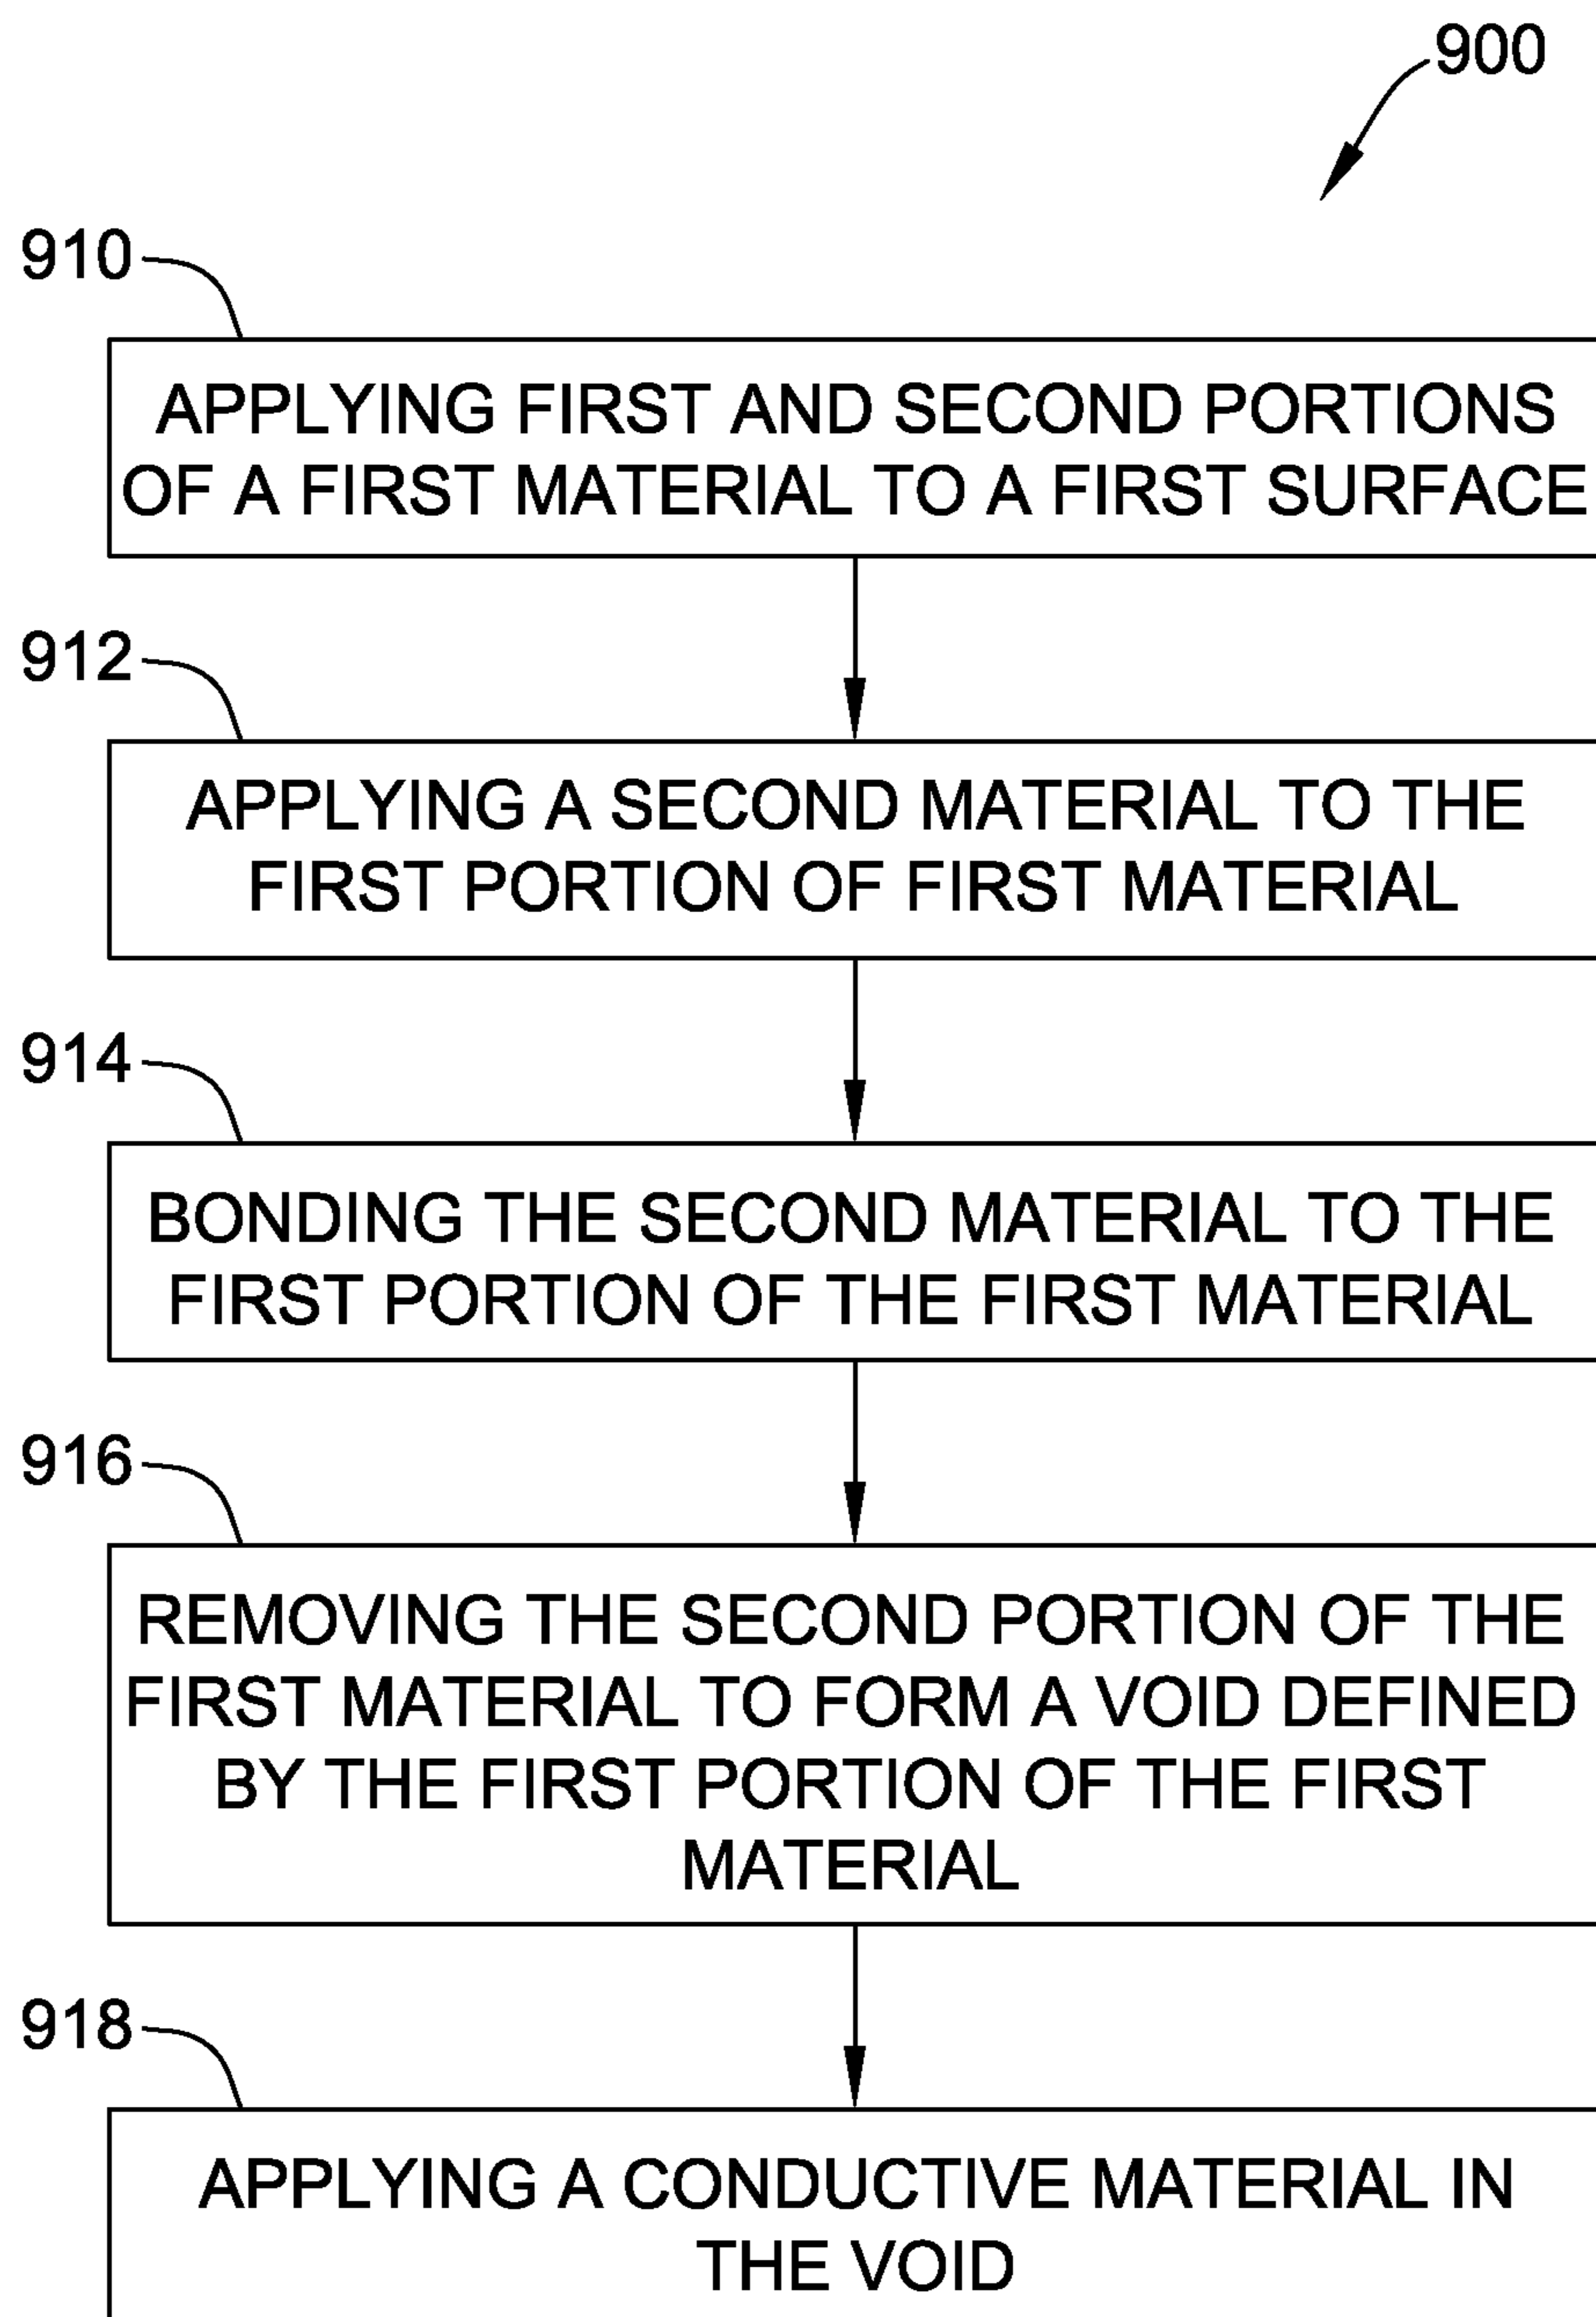 900
910
APPLYING FIRST AND SECOND PORTIONS
OF A FIRST MATERIAL TO A FIRST SURFACE
912
APPLYING A SECOND MATERIAL TO THE
FIRST PORTION OF FIRST MATERIAL
914
BONDING THE SECOND MATERIAL TO THE
FIRST PORTION OF THE FIRST MATERIAL
916
REMOVING THE SECOND PORTION OF THE
FIRST MATERIAL TO FORM A VOID DEFINED
BY THE FIRST PORTION OF THE FIRST
MATERIAL
918
APPLYING A CONDUCTIVE MATERIAL IN
THE VOID